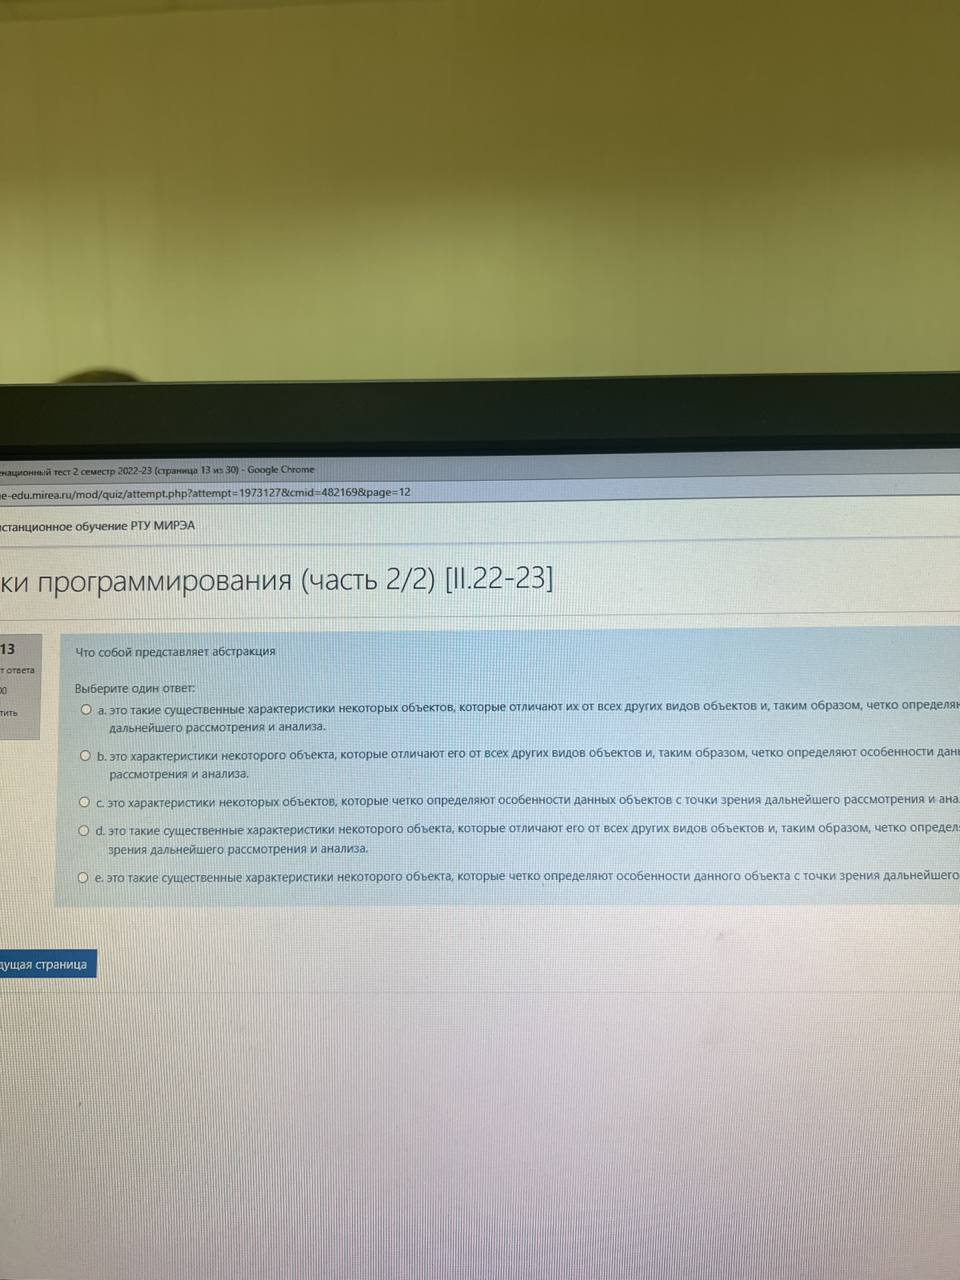 национный тест 2 семестр 2022-23 (страница 13 из 30) - Google Chrome
e-edu.mirea.ru/mod/quiz/attempt.php?attempt=1973127&cmid=482169&page=12
станционное обучение РТУ МИРЭА
ки программирования (часть 2/2) [II.22-23]
13
т ответа
00
тить
Что собой представляет абстракция
Выберите один ответ:
a. это такие существенные характеристики некоторых объектов, которые отличают их от всех других видов объектов и, таким образом, четко определяю
дальнейшего рассмотрения и анализа.
b. это характеристики некоторого объекта, которые отличают его от всех других видов объектов и, таким образом, четко определяют особенности дан
рассмотрения и анализа.
c. это характеристики некоторых объектов, которые четко определяют особенности данных объектов с точки зрения дальнейшего рассмотрения и ана
d. это такие существенные характеристики некоторого объекта, которые отличают его от всех других видов объектов и, таким образом, четко определя
зрения дальнейшего рассмотрения и анализа.
e. это такие существенные характеристики некоторого объекта, которые четко определяют особенности данного объекта с точки зрения дальнейшего
дущая страница